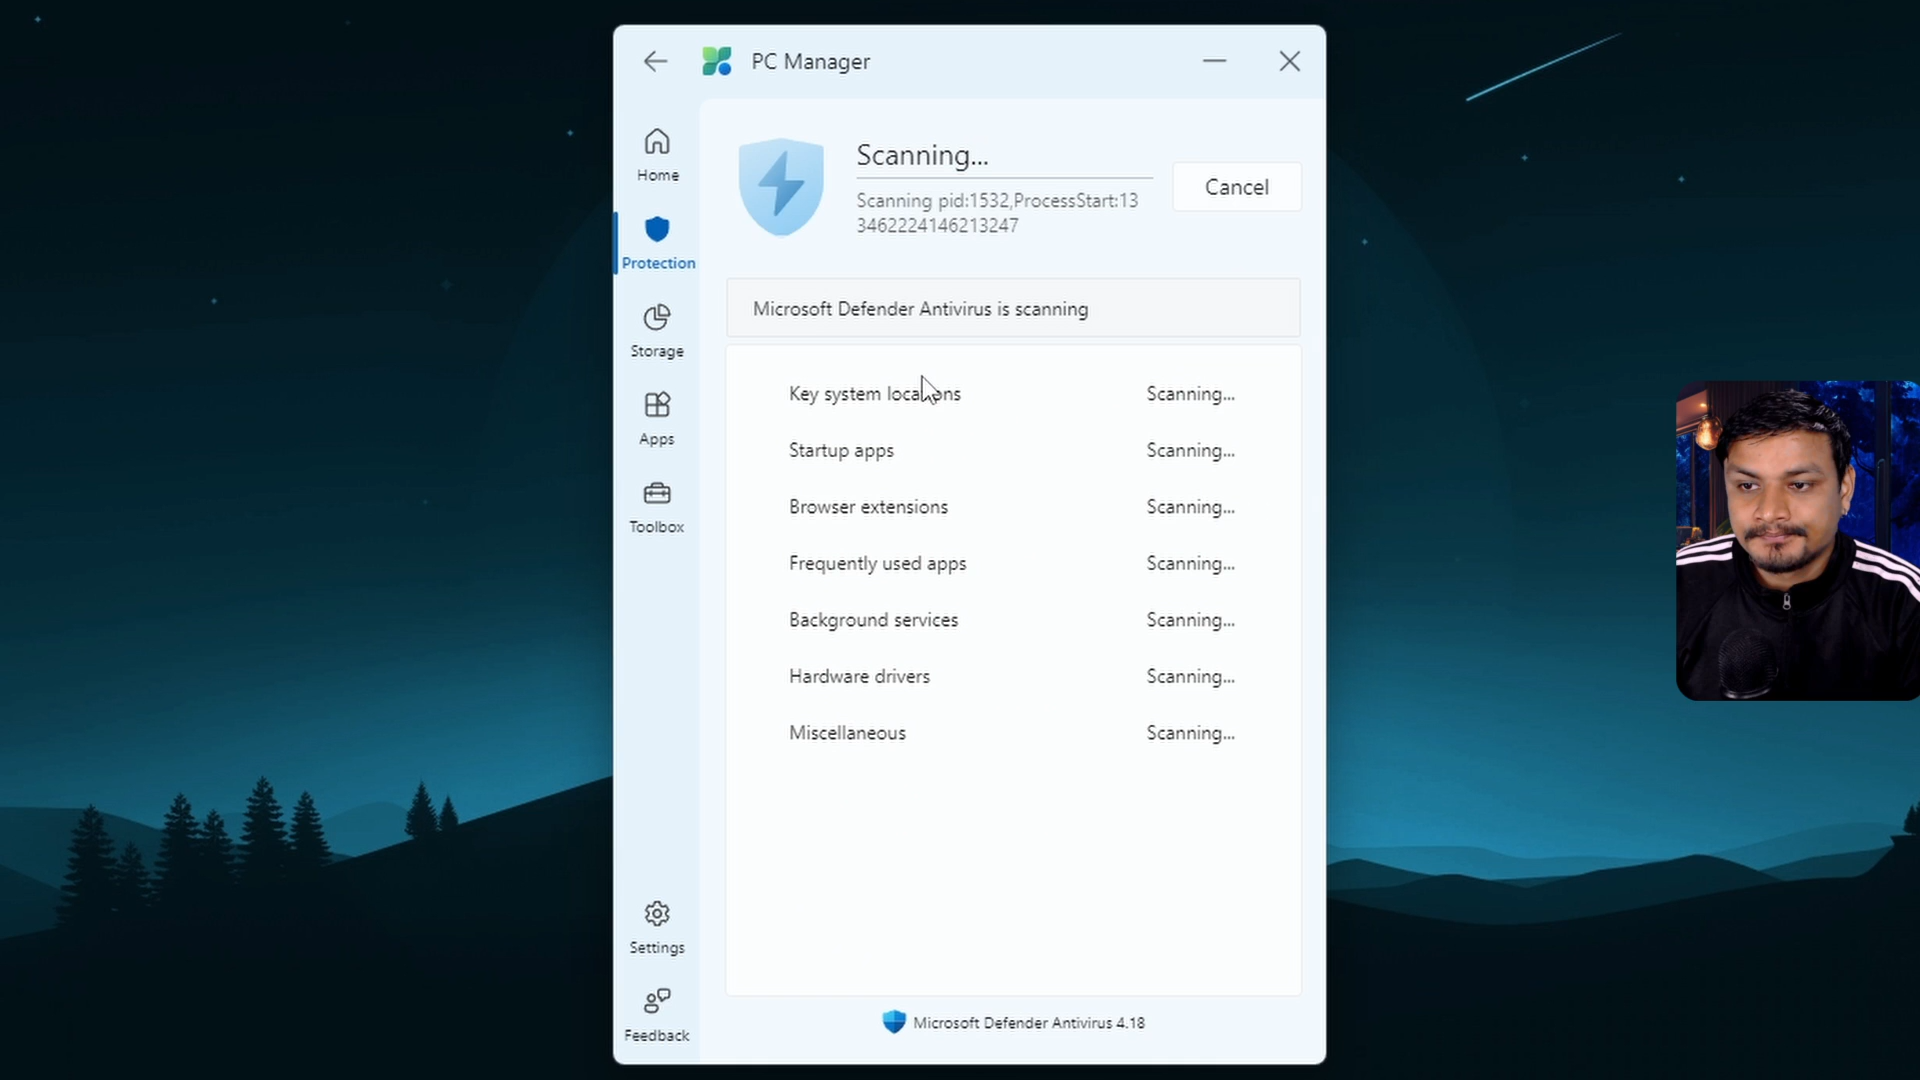 PC Manager
Home
Protection
Storage
Apps
Toolbox
Settings
Feedback
Scanning...
Scanning pid:1532,ProcessStart:13
3462224146213247
Cancel
Microsoft Defender Antivirus is scanning
Key system locations Scanning...
Startup apps Scanning...
Browser extensions Scanning...
Frequently used apps Scanning...
Background services Scanning...
Hardware drivers Scanning...
Miscellaneous Scanning...
Microsoft Defender Antivirus 4.18